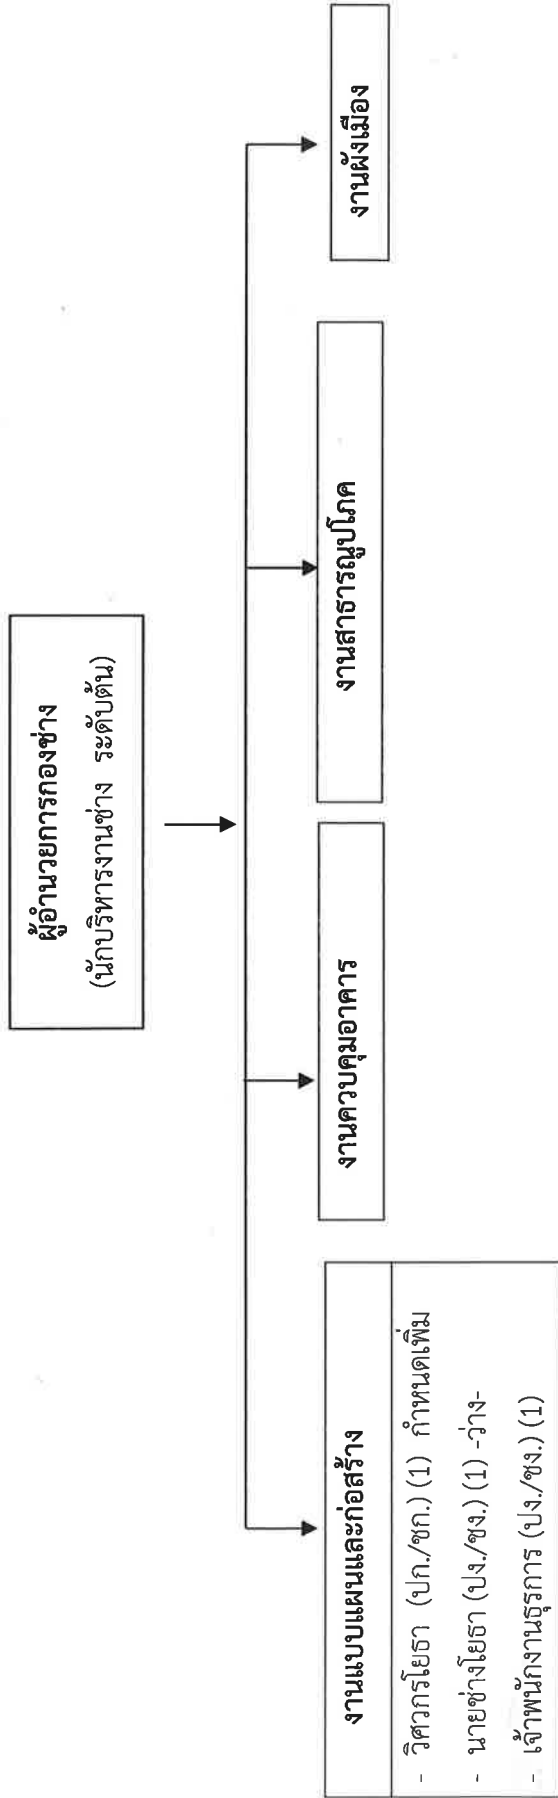 ผู้อำนวยการกองช่าง
(นักบริหารงานช่าง ระดับต้น)
งานแบบแผนและก่อสร้าง
- วิศวกรโยธา (ปก./ชก.) (1) กำหนดเพิ่ม
- นายช่างโยธา (ปง./ชง.) (1) -ว่าง-
- เจ้าพนักงานธุรการ (ปง./ชง.) (1)
งานควบคุมอาคาร
งานสาธารณูปโภค
งานผังเมือง